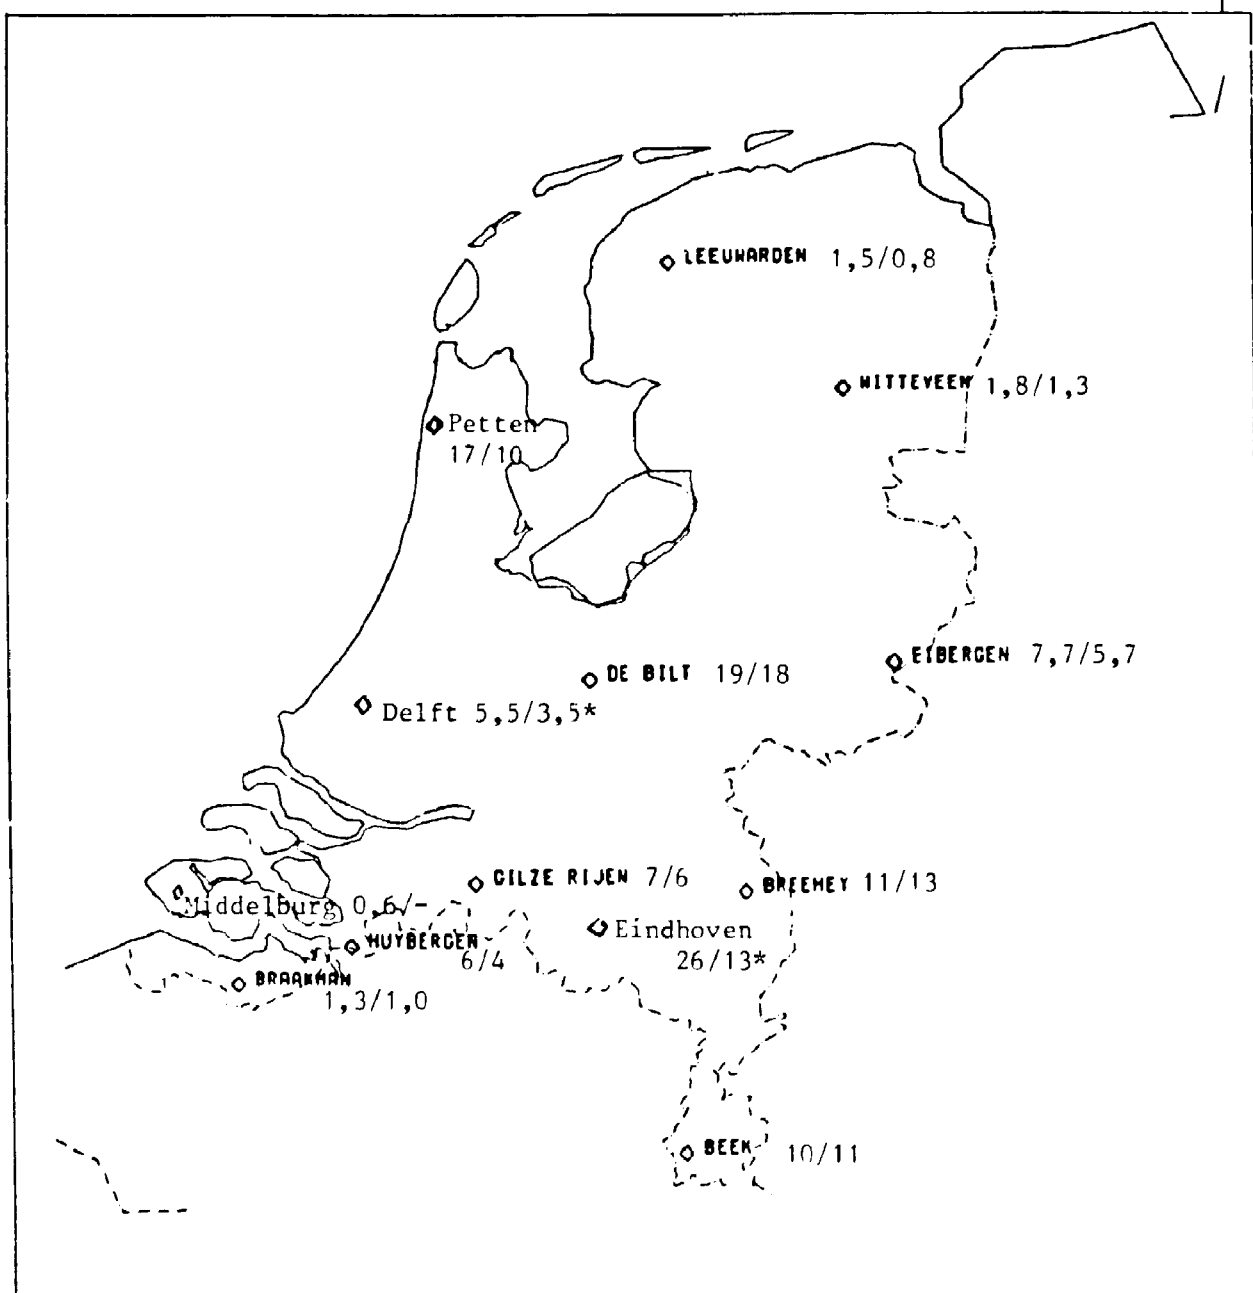 LEEUWARDEN 1,5/0,8
WITTEVEEN 1,8/1,3
Petten
17/10
EIBERGEN 7,7/5,7
DE BILT 19/18
Delft 5,5/3,5*
GILZE RIJEN 7/6
BREEHEY 11/13
Middelburg 0,6/-
Eindhoven
26/13*
HUYBERGEN
6/4
BRAAKMAN
1,3/1,0
BEEK 10/11